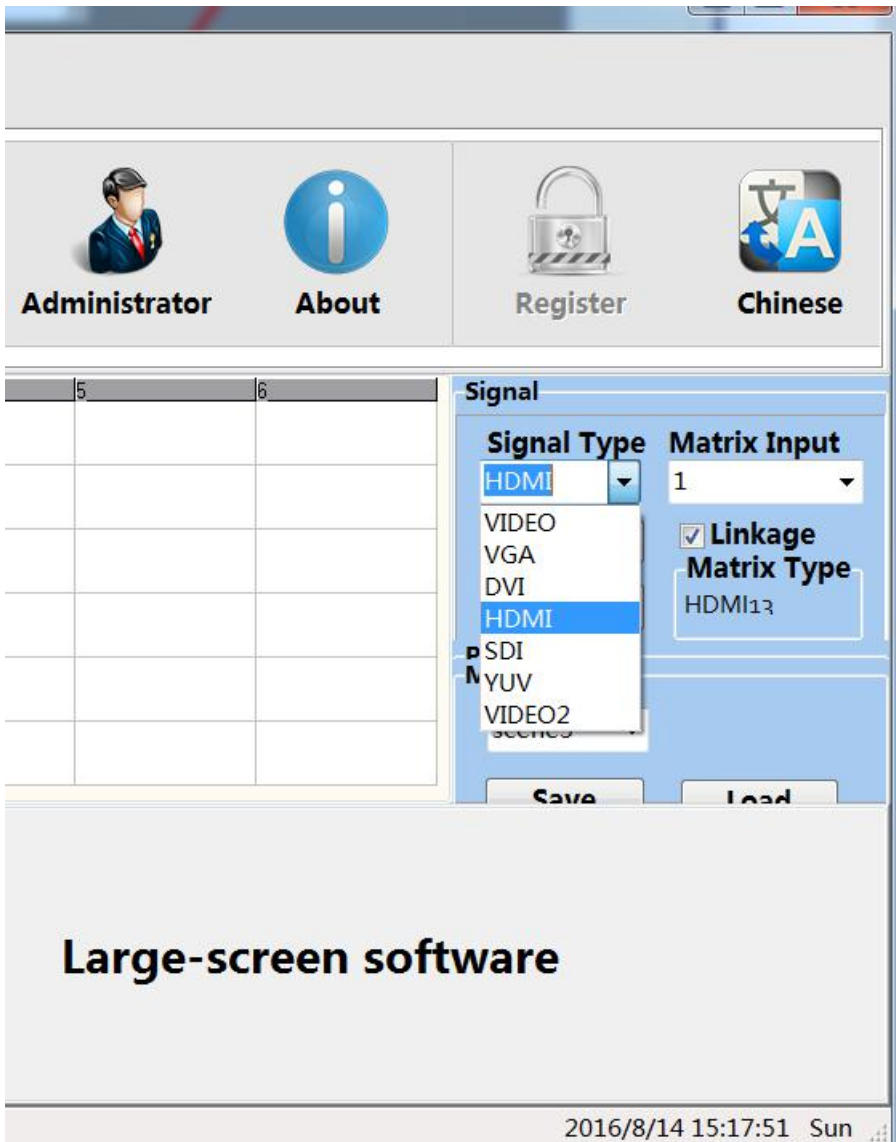 Administrator
About
Register
Chinese
5
6
Signal
Signal Type
Matrix Input
HDMI
1
VIDEO
VGA
DVI
HDMI
SDI
YUV
VIDEO2
Linkage
Matrix Type
HDMI13
Save
Load
Large-screen software
2016/8/14 15:17:51 Sun